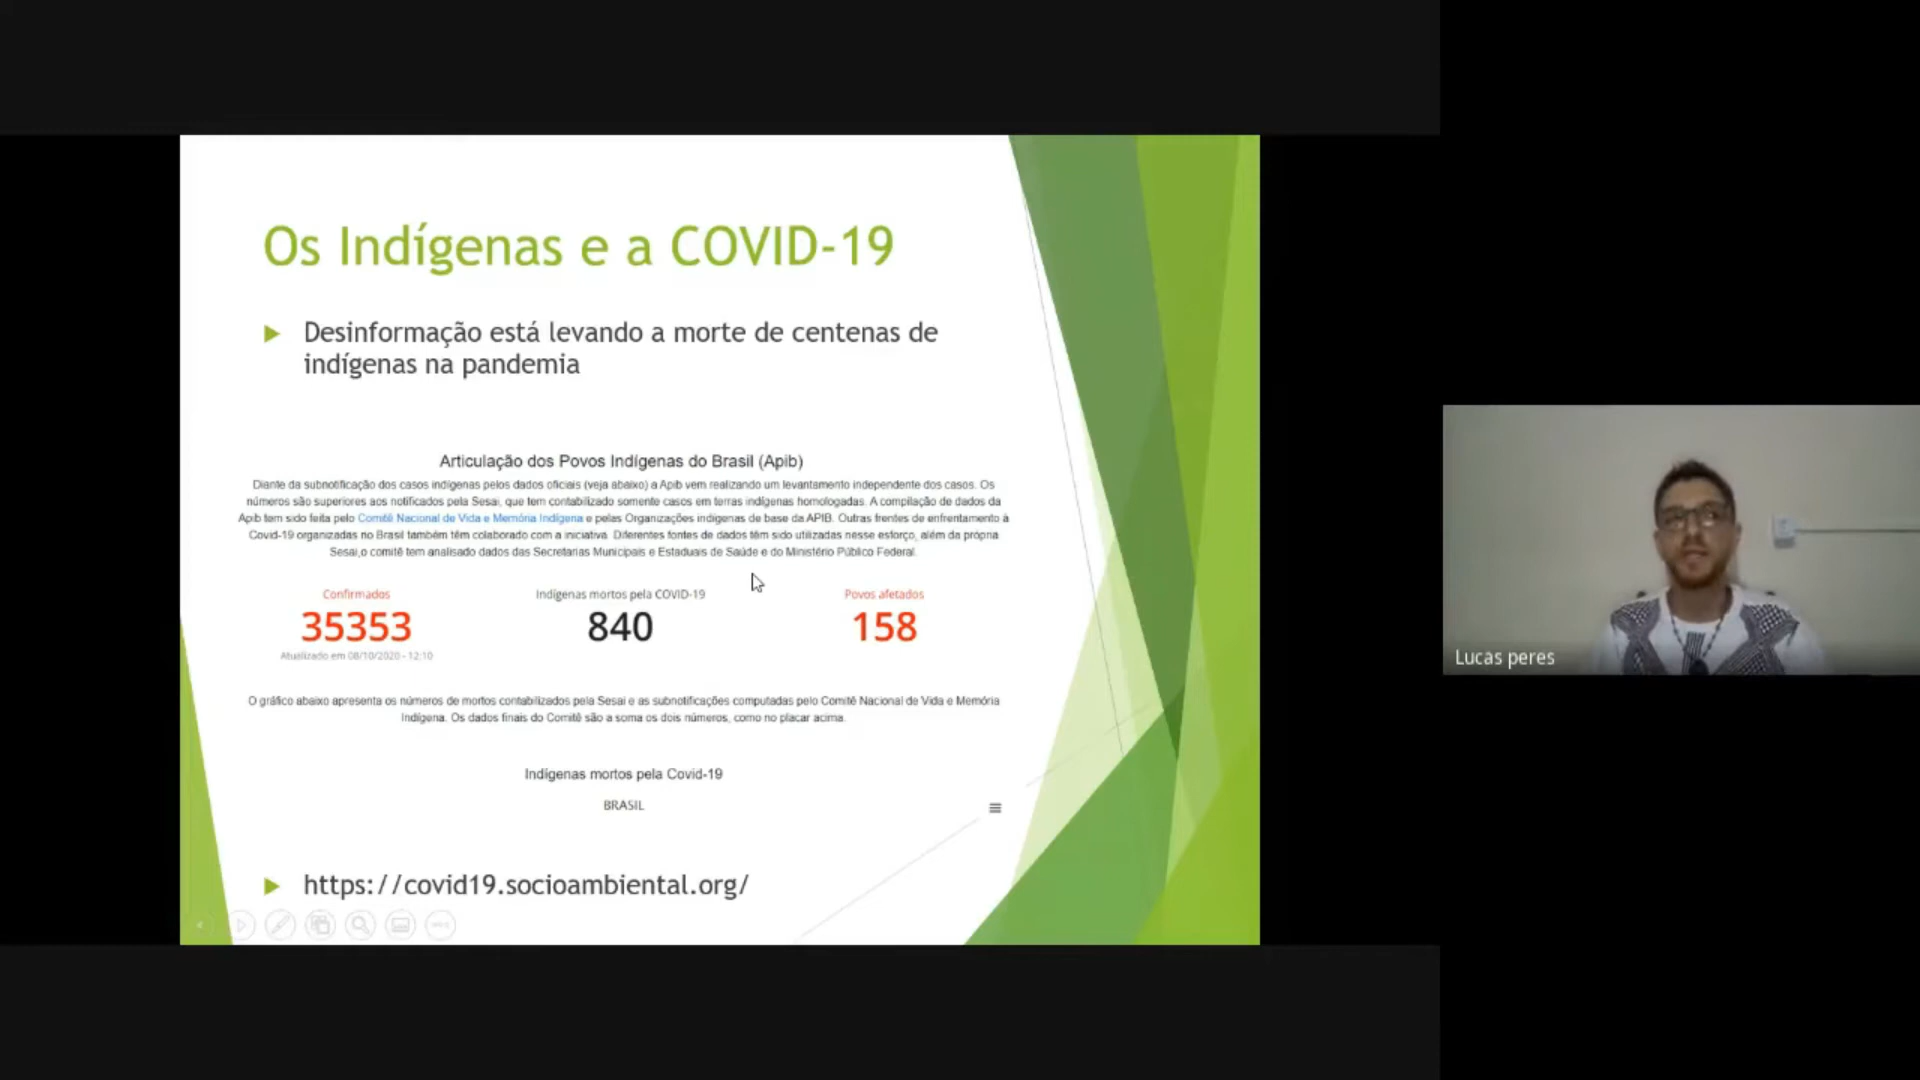 Os Indígenas e a COVID-19
Desinformação está levando a morte de centenas de
indígenas na pandemia
Articulação dos Povos Indígenas do Brasil (Apib)
Diante da subnotificação dos casos indígenas pelos dados oficiais (veja abaixo) a Apib vem realizando um levantamento independente dos casos. Os
números são superiores aos notificados pela Sesai, que tem contabilizado somente casos em terras indígenas homologadas. A compilação de dados da
Apib tem sido feita pelo Comitê Nacional de Vida e Memória Indígena e pelas Organizações indígenas de base da APIB. Outras frentes de enfrentamento à
Covid-19 organizadas no Brasil também têm colaborado com a iniciativa. Diferentes fontes de dados têm sido utilizadas nesse esforço, além da própria
Sesai,o comitê tem analisado dados das Secretarias Municipais e Estaduais de Saúde e do Ministério Público Federal.
Confirmados
35353
Atualizado em 08/10/2020 - 12:10
Indígenas mortos pela COVID-19
840
Povos afetados
158
O gráfico abaixo apresenta os números de mortos contabilizados pela Sesai e as subnotificações computadas pelo Comitê Nacional de Vida e Memória
Indígena. Os dados finais do Comitê são a soma os dois números, como no placar acima.
Indígenas mortos pela Covid-19
BRASIL
https://covid19.socioambiental.org/
Lucas peres